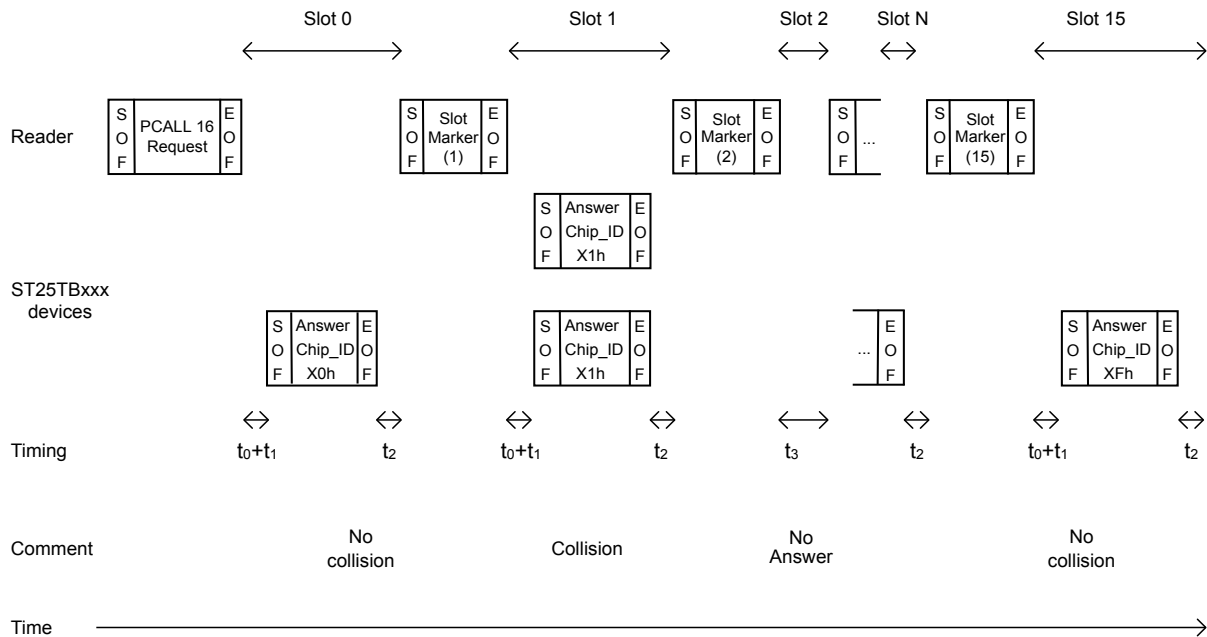 Slot 0 Slot 1 Slot 2 Slot N Slot 15
Reader
S
O
F
PCALL 16
Request
E
O
F
S
O
F
Slot
Marker
(1)
E
O
F
S
O
F
Slot
Marker
(2)
E
O
F
S
O
F
...
S
O
F
Slot
Marker
(15)
E
O
F
S
O
F
Answer
Chip_ID
X1h
E
O
F
ST25TBxxx
devices
S
O
F
Answer
Chip_ID
X0h
E
O
F
S
O
F
Answer
Chip_ID
X1h
E
O
F
...
E
O
F
S
O
F
Answer
Chip_ID
XFh
E
O
F
Timing t0+t1 t2 t0+t1 t2 t3 t2 t0+t1 t2
Comment
No
collision
Collision
No
Answer
No
collision
Time